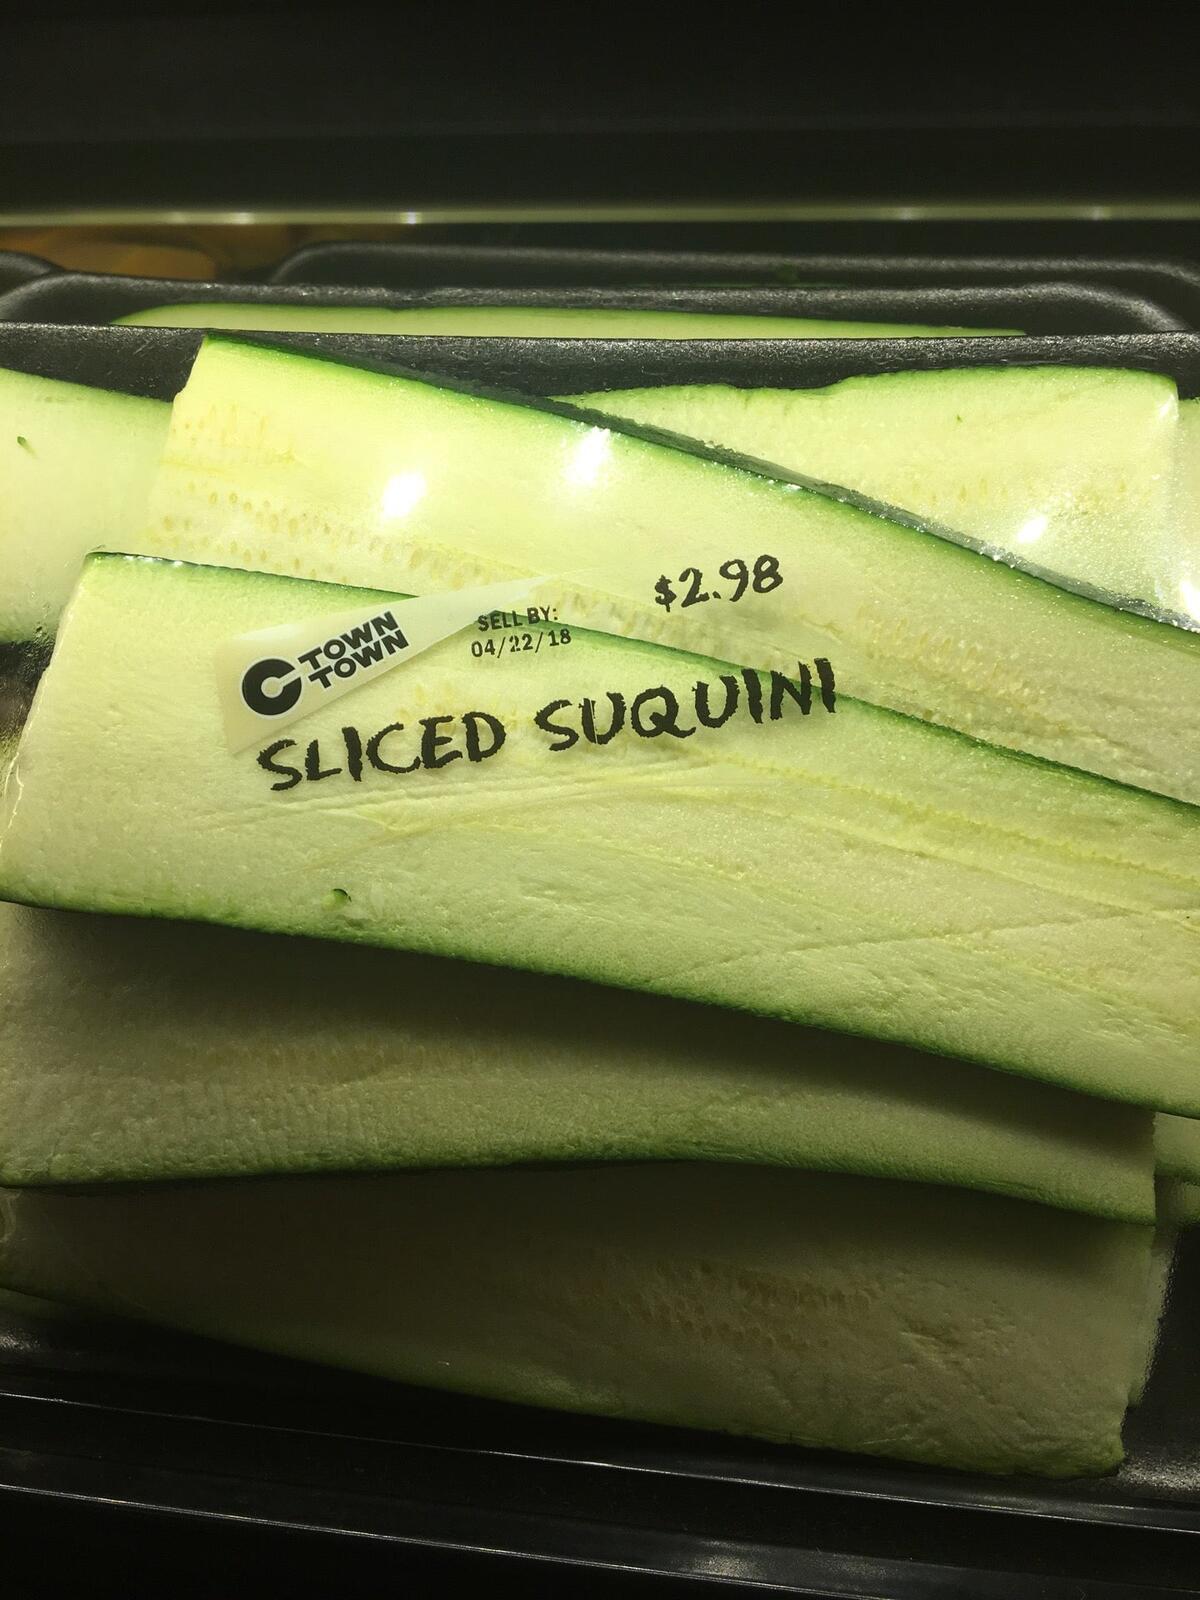 $2.98
SELL BY:
04/22/18
C TOWN
TOWN
SLICED SUQUINI